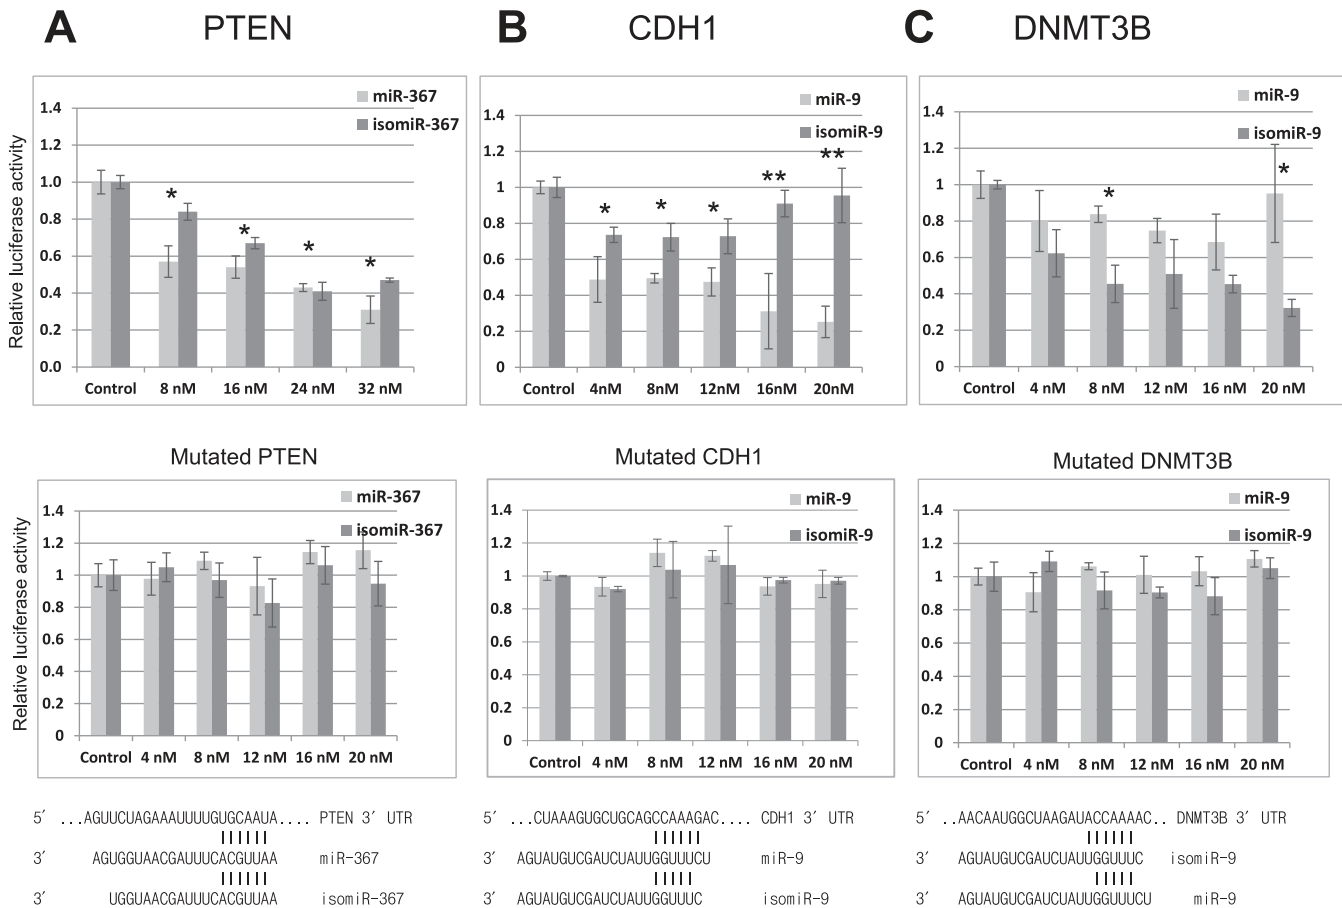 A PTEN
B CDH1
C DNMT3B
Relative luciferase activity
miR-367
isomiR-367
1.4
1.2
1.0
0.8
0.6
0.4
0.2
0.0
* * * *
Control 8 nM 16 nM 24 nM 32 nM
miR-9
isomiR-9
1.4
1.2
1
0.8
0.6
0.4
0.2
0
* * * ** **
Control 4nM 8nM 12nM 16nM 20nM
miR-9
isomiR-9
1.4
1.2
1
0.8
0.6
0.4
0.2
0
* *
Control 4 nM 8 nM 12 nM 16 nM 20 nM
Mutated PTEN
Relative luciferase activity
miR-367
isomiR-367
1.4
1.2
1
0.8
0.6
0.4
0.2
0
Control 4 nM 8 nM 12 nM 16 nM 20 nM
Mutated CDH1
miR-9
isomiR-9
1.4
1.2
1
0.8
0.6
0.4
0.2
0
Control 4 nM 8 nM 12 nM 16 nM 20 nM
Mutated DNMT3B
miR-9
isomiR-9
1.4
1.2
1
0.8
0.6
0.4
0.2
0
Control 4 nM 8 nM 12 nM 16 nM 20 nM
5′ ...AGUUCUAGAAAUUUUGUGCAAUA.... PTEN 3′ UTR
3′ AGUGGUAACGAUUUCACGUUAA miR-367
3′ UGGUAACGAUUUCACGUUAA isomiR-367
5′ ...CUAAAGUGCUGCAGCCAAAGAC.... CDH1 3′ UTR
3′ AGUAUGUCGAUCUAUUGGUUUCU miR-9
3′ AGUAUGUCGAUCUAUUGGUUUC isomiR-9
5′ ..AACAAUGGCUAAGAUACCAAAAC.. DNMT3B 3′ UTR
3′ AGUAUGUCGAUCUAUUGGUUUC isomiR-9
3′ AGUAUGUCGAUCUAUUGGUUUCU miR-9